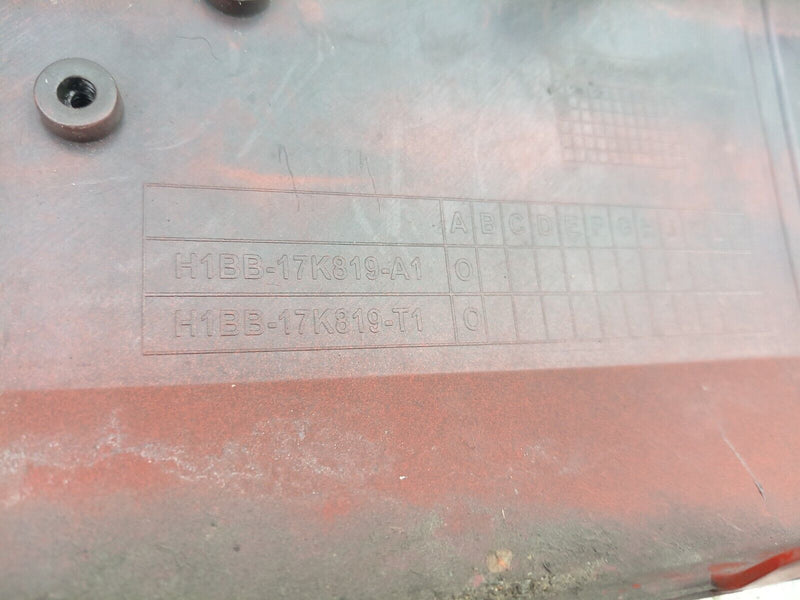 A B C D E F G H J K L
H1BB-17K819-A1 O
H1BB-17K819-T1 O